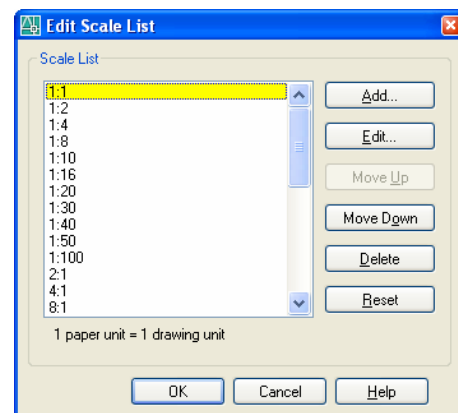 Edit Scale List
Scale List
1:1
1:2
1:4
1:8
1:10
1:16
1:20
1:30
1:40
1:50
1:100
2:1
4:1
8:1
Add...
Edit...
Move Up
Move Down
Delete
Reset
1 paper unit = 1 drawing unit
OK Cancel Help